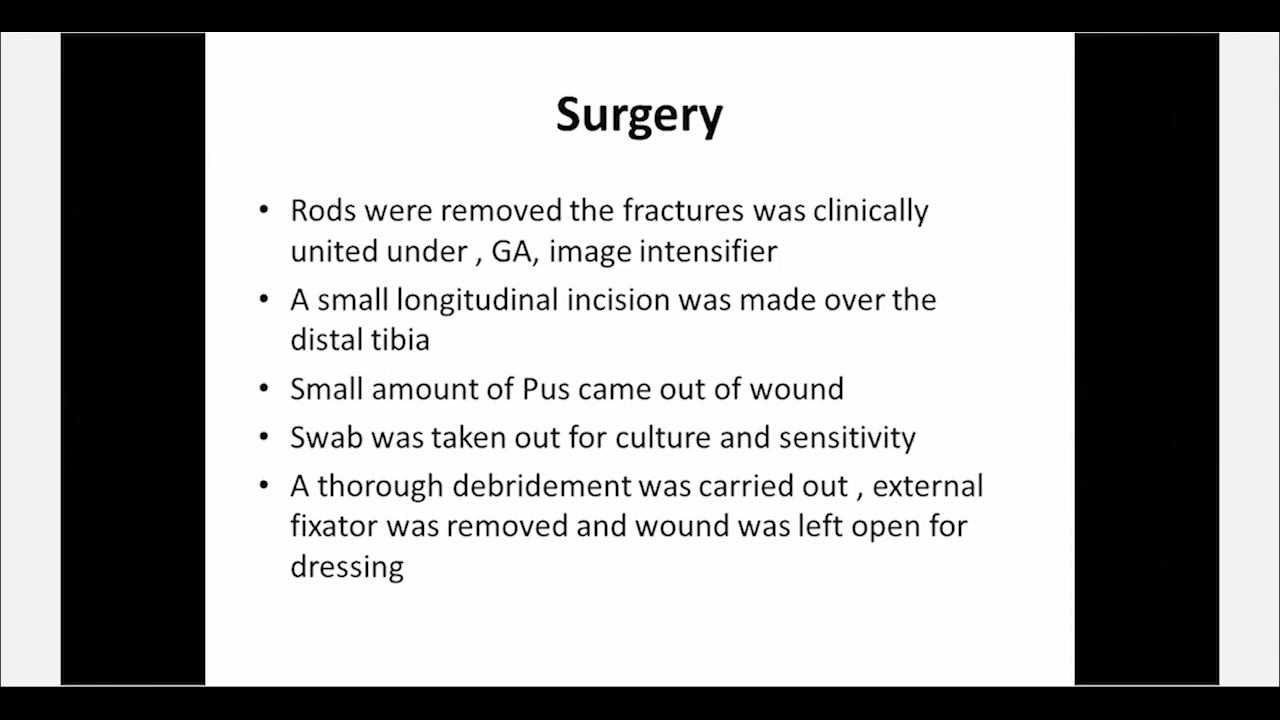 Surgery
• Rods were removed the fractures was clinically
united under , GA, image intensifier
• A small longitudinal incision was made over the
distal tibia
• Small amount of Pus came out of wound
• Swab was taken out for culture and sensitivity
• A thorough debridement was carried out , external
fixator was removed and wound was left open for
dressing